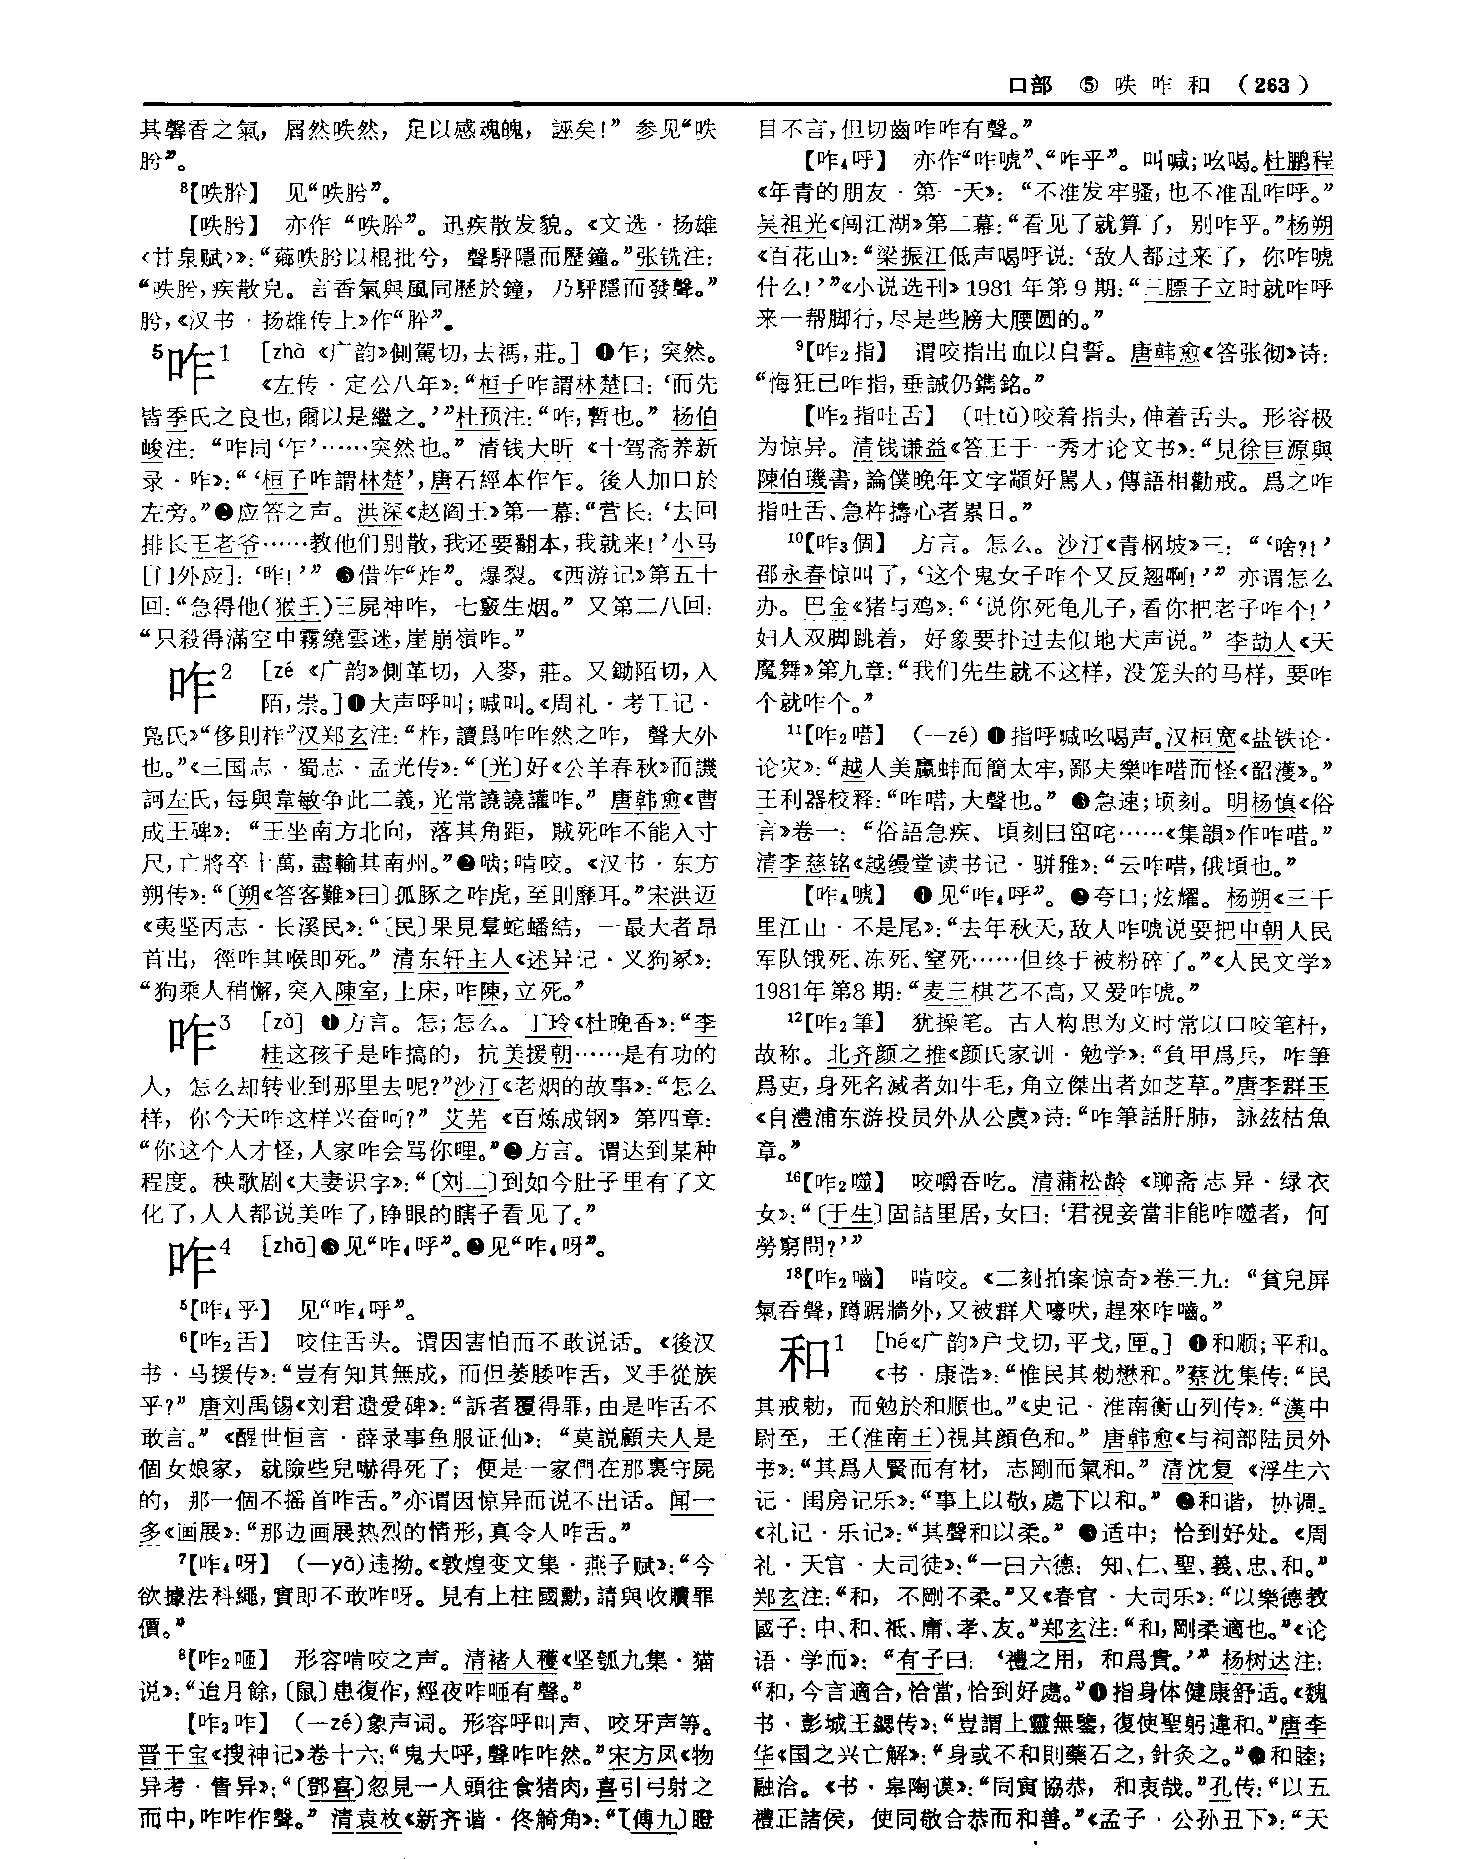 口部 ⑤ 咉咋和 (263)
其馨香之氣，屑然咉然，足以感魂魄，誣矣！”参见“咉
肹”。
⁸【咉肸】 见“咉肹”。
【咉肹】 亦作“咉肸”。迅疾散发貌。《文选·扬雄
〈甘泉赋〉》：“薌咉肹以棍批兮，聲駍隱而歷鐘。”张铣注：
“咉肹，疾散皃。言香氣與風同歷於鐘，乃駍隱而發聲。”
肹，《汉书·扬雄传上》作“肸”。
⁵咋1 [zhà《广韵》側駕切，去禡，莊。] ❶乍；突然。
《左传·定公八年》：“桓子咋謂林楚曰：‘而先
皆季氏之良也，爾以是繼之。’”杜预注：“咋，暫也。”杨伯
峻注：“咋同‘乍’……突然也。”清钱大昕《十驾斋养新
录·咋》：“‘桓子咋謂林楚’，唐石經本作乍。後人加口於
左旁。”❷应答之声。洪深《赵阎王》第一幕：“营长：‘去回
排长王老爷……教他们别散，我还要翻本，我就来！’小马
［门外应］：‘咋！’”❸借作“炸”。爆裂。《西游记》第五十
回：“急得他（猴王）三屍神咋，七竅生烟。”又第二八回：
“只殺得滿空中霧繞雲迷，崖崩嶺咋。”
咋2 [zé《广韵》側革切，入麥，莊。又鋤陌切，入
陌，崇。]❶大声呼叫；喊叫。《周礼·考工记·
凫氏》“侈則柞”汉郑玄注：“柞，讀爲咋咋然之咋，聲大外
也。”《三国志·蜀志·孟光传》：“〔光〕好《公羊春秋》而譏
訶左氏，每與韋敏争此二義，光常譊譊讙咋。”唐韩愈《曹
成王碑》：“王坐南方北向，落其角距，賊死咋不能入寸
尺，亡將卒十萬，盡輸其南州。”❷嚙；啃咬。《汉书·东方
朔传》：“〔朔《答客難》曰〕孤豚之咋虎，至則靡耳。”宋洪迈
《夷坚丙志·长溪民》：“〔民〕果見羣蛇蟠結，一最大者昂
首出，徑咋其喉即死。”清东轩主人《述异记·义狗冢》：
“狗乘人稍懈，突入陳室，上床，咋陳，立死。”
咋3 [zǎ] ❶方言。怎；怎么。丁玲《杜晚香》：“李
桂这孩子是咋搞的，抗美援朝……是有功的
人，怎么却转业到那里去呢？”沙汀《老烟的故事》：“怎么
样，你今天咋这样兴奋呵？”艾芜《百炼成钢》第四章：
“你这个人才怪，人家咋会骂你哩。”❷方言。谓达到某种
程度。秧歌剧《夫妻识字》：“〔刘二〕到如今肚子里有了文
化了，人人都说美咋了，睁眼的瞎子看见了。”
咋4 [zhā]❶见“咋₄呼”。❷见“咋₄呀”。
⁵【咋₄乎】 见“咋₄呼”。
⁶【咋₂舌】 咬住舌头。谓因害怕而不敢说话。《後汉
书·马援传》：“豈有知其無成，而但萎腇咋舌，叉手從族
乎？”唐刘禹锡《刘君遗爱碑》：“訴者覆得罪，由是咋舌不
敢言。”《醒世恒言·薛录事鱼服证仙》：“莫説顧夫人是
個女娘家，就險些兒嚇得死了；便是一家們在那裏守屍
的，那一個不摇首咋舌。”亦谓因惊异而说不出话。闻一
多《画展》：“那边画展热烈的情形，真令人咋舌。”
⁷【咋₄呀】 （一yā）违拗。《敦煌变文集·燕子赋》：“今
欲據法科繩，實即不敢咋呀。見有上柱國勳，請與收贖罪
價。”
⁸【咋₂咂】 形容啃咬之声。清褚人穫《坚瓠九集·猫
说》：“追月餘，〔鼠〕患復作，經夜咋咂有聲。”
【咋₂咋】 （一zé）象声词。形容呼叫声、咬牙声等。
晋干宝《搜神记》卷十六：“鬼大呼，聲咋咋然。”宋方凤《物
异考·眚异》：“〔鄧喜〕忽見一人頭往食猪肉，喜引弓射之
而中，咋咋作聲。”清袁枚《新齐谐·佟觭角》：“〔傅九〕瞪
目不言，但切齒咋咋有聲。”
【咋₄呼】 亦作“咋唬”、“咋乎”。叫喊；吆喝。杜鹏程
《年青的朋友·第一天》：“不准发牢骚，也不准乱咋呼。”
吴祖光《闯江湖》第二幕：“看见了就算了，别咋乎。”杨朔
《百花山》：“梁振江低声喝呼说：‘敌人都过来了，你咋唬
什么！’”《小说选刊》1981年第9期：“三膘子立时就咋呼
来一帮脚行，尽是些膀大腰圆的。”
⁹【咋₂指】 谓咬指出血以自誓。唐韩愈《答张彻》诗：
“悔狂已咋指，垂誡仍鐫銘。”
【咋₂指吐舌】 （吐tǔ）咬着指头，伸着舌头。形容极
为惊异。清钱谦益《答王于一秀才论文书》：“見徐巨源與
陳伯璣書，論僕晚年文字顓好罵人，傳語相勸戒。爲之咋
指吐舌、急杵擣心者累日。”
¹⁰【咋₃個】 方言。怎么。沙汀《青㭎坡》三：“‘啥？！’
邵永春惊叫了，‘这个鬼女子咋个又反翘啊！’”亦谓怎么
办。巴金《猪与鸡》：“‘说你死龟儿子，看你把老子咋个！’
妇人双脚跳着，好象要扑过去似地大声说。”李劼人《天
魔舞》第九章：“我们先生就不这样，没笼头的马样，要咋
个就咋个。”
¹¹【咋₂唶】 （一zé）❶指呼喊吆喝声。汉桓宽《盐铁论·
论灾》：“越人美蠃蚌而簡太牢，鄙夫樂咋唶而怪《韶濩》。”
王利器校释：“咋唶，大聲也。”❷急速；顷刻。明杨慎《俗
言》卷一：“俗語急疾、頃刻曰窋咤……《集韻》作咋唶。”
清李慈铭《越缦堂读书记·骈雅》：“云咋唶，俄頃也。”
【咋₄唬】 ❶见“咋₄呼”。❷夸口；炫耀。杨朔《三千
里江山·不是尾》：“去年秋天，敌人咋唬说要把中朝人民
军队饿死、冻死、窒死……但终于被粉碎了。”《人民文学》
1981年第8期：“麦三棋艺不高，又爱咋唬。”
¹²【咋₂筆】 犹操笔。古人构思为文时常以口咬笔杆，
故称。北齐颜之推《颜氏家训·勉学》：“負甲爲兵，咋筆
爲吏，身死名滅者如牛毛，角立傑出者如芝草。”唐李群玉
《自澧浦东游投员外从公虞》诗：“咋筆話肝肺，詠兹枯魚
章。”
¹⁶【咋₂噬】 咬嚼吞吃。清蒲松龄《聊斋志异·绿衣
女》：“〔于生〕固詰里居，女曰：‘君視妾當非能咋噬者，何
勞窮問？’”
¹⁸【咋₂嚙】 啃咬。《二刻拍案惊奇》卷三九：“貧兒屏
氣吞聲，蹲踞牆外，又被群犬嚎吠，趕來咋嚙。”
和1 [hé《广韵》户戈切，平戈，匣。] ❶和顺；平和。
《书·康诰》：“惟民其勑懋和。”蔡沈集传：“民
其戒勑，而勉於和順也。”《史记·淮南衡山列传》：“漢中
尉至，王（淮南王）視其顔色和。”唐韩愈《与祠部陆员外
书》：“其爲人賢而有材，志剛而氣和。”清沈复《浮生六
记·闺房记乐》：“事上以敬，處下以和。”❷和谐，协调。
《礼记·乐记》：“其聲和以柔。”❸适中；恰到好处。《周
礼·天官·大司徒》：“一曰六德：知、仁、聖、義、忠、和。”
郑玄注：“和，不剛不柔。”又《春官·大司乐》：“以樂德教
國子：中、和、祗、庸、孝、友。”郑玄注：“和，剛柔適也。”《论
语·学而》：“有子曰：‘禮之用，和爲貴。’”杨树达注：
“和，今言適合，恰當，恰到好處。”❹指身体健康舒适。《魏
书·彭城王勰传》：“豈謂上靈無鑒，復使聖躬違和。”唐李
华《国之兴亡解》：“身或不和則藥石之，針灸之。”❺和睦；
融洽。《书·皋陶谟》：“同寅協恭，和衷哉。”孔传：“以五
禮正諸侯，使同敬合恭而和善。”《孟子·公孙丑下》：“天